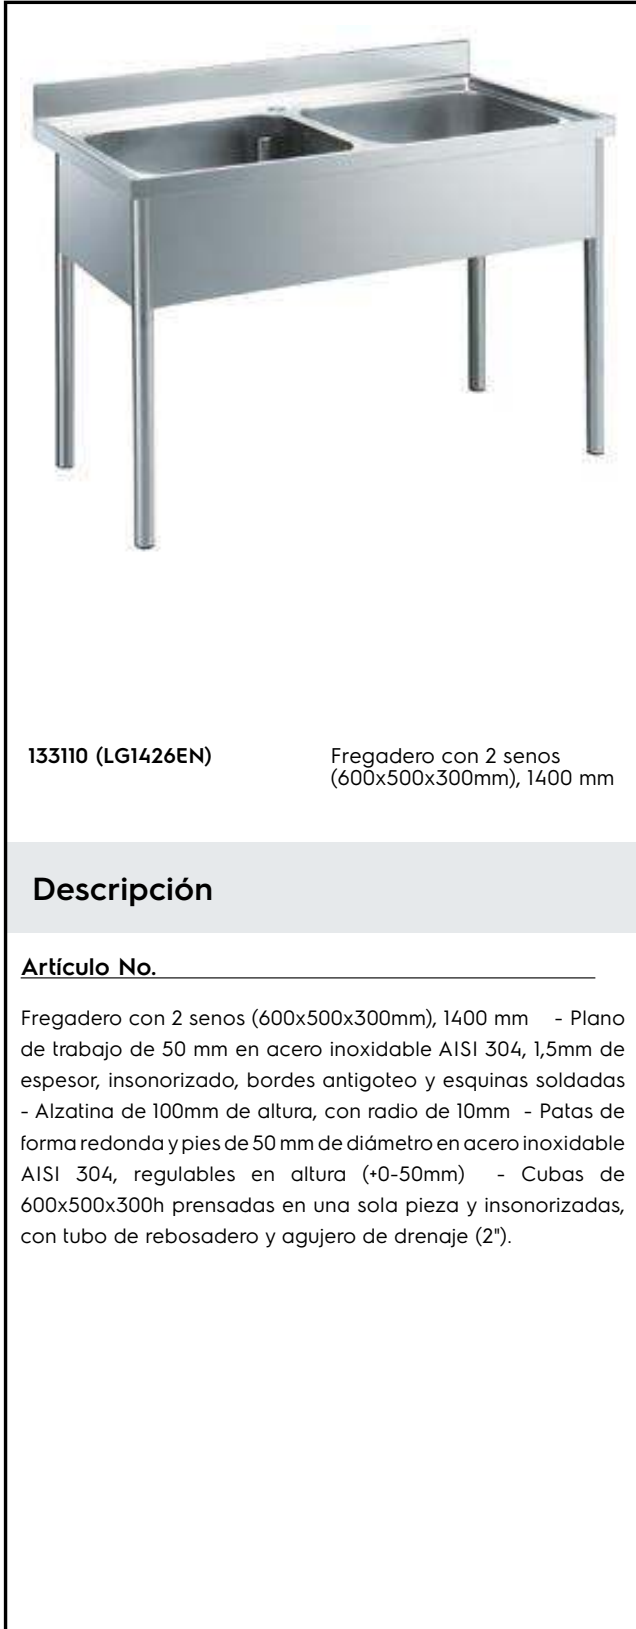 133110 (LG1426EN)
Fregadero con 2 senos
(600x500x300mm), 1400 mm
Descripción
Artículo No.
Fregadero con 2 senos (600x500x300mm), 1400 mm - Plano
de trabajo de 50 mm en acero inoxidable AISI 304, 1,5mm de
espesor, insonorizado, bordes antigoteo y esquinas soldadas
- Alzatina de 100mm de altura, con radio de 10mm - Patas de
forma redonda y pies de 50 mm de diámetro en acero inoxidable
AISI 304, regulables en altura (+0-50mm) - Cubas de
600x500x300h prensadas en una sola pieza y insonorizadas,
con tubo de rebosadero y agujero de drenaje (2").